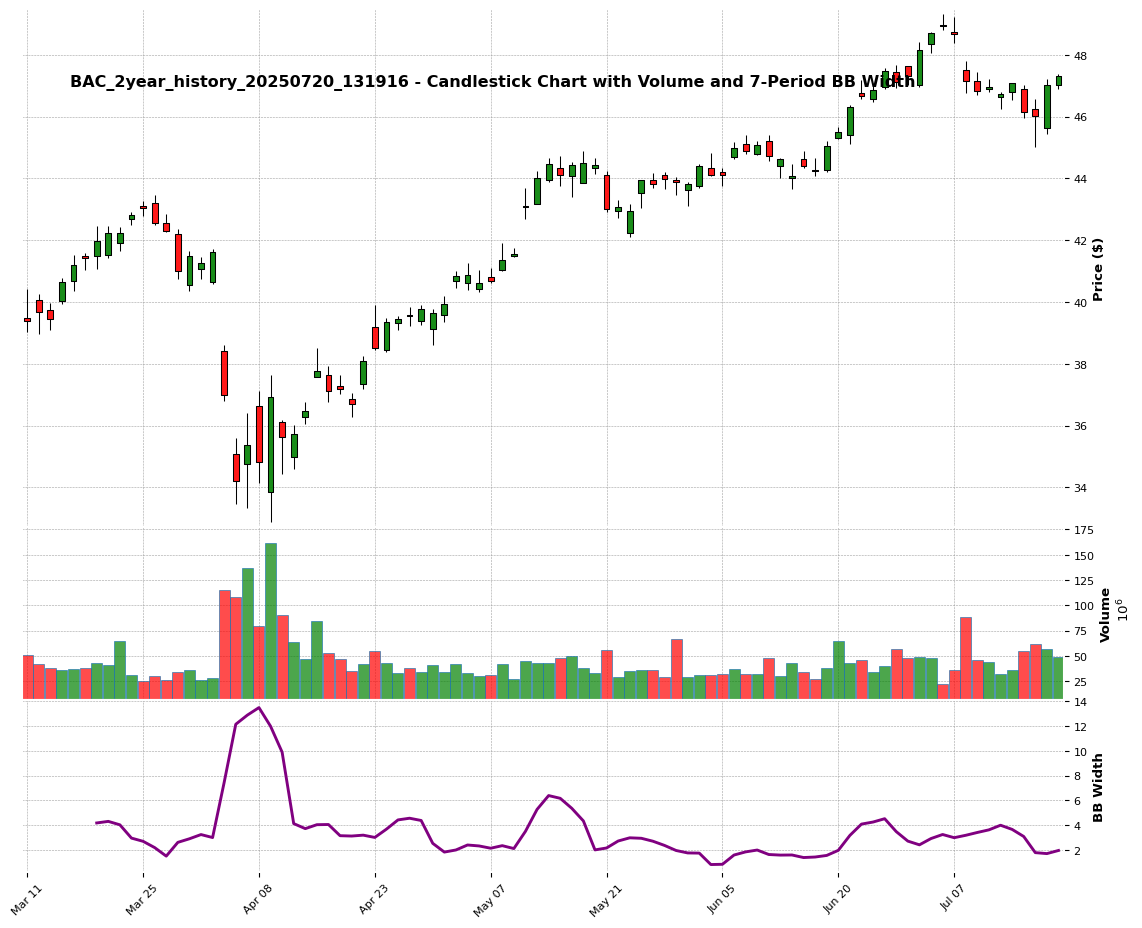 BAC_2year_history_20250720_131916 - Candlestick Chart with Volume and 7-Period BB Width
48
46
44
42
40
38
36
34
Price ($)
175
150
125
100
75
50
25
Volume
10^6
14
12
10
8
6
4
2
BB Width
Mar 11
Mar 25
Apr 08
Apr 23
May 07
May 21
Jun 05
Jun 20
Jul 07